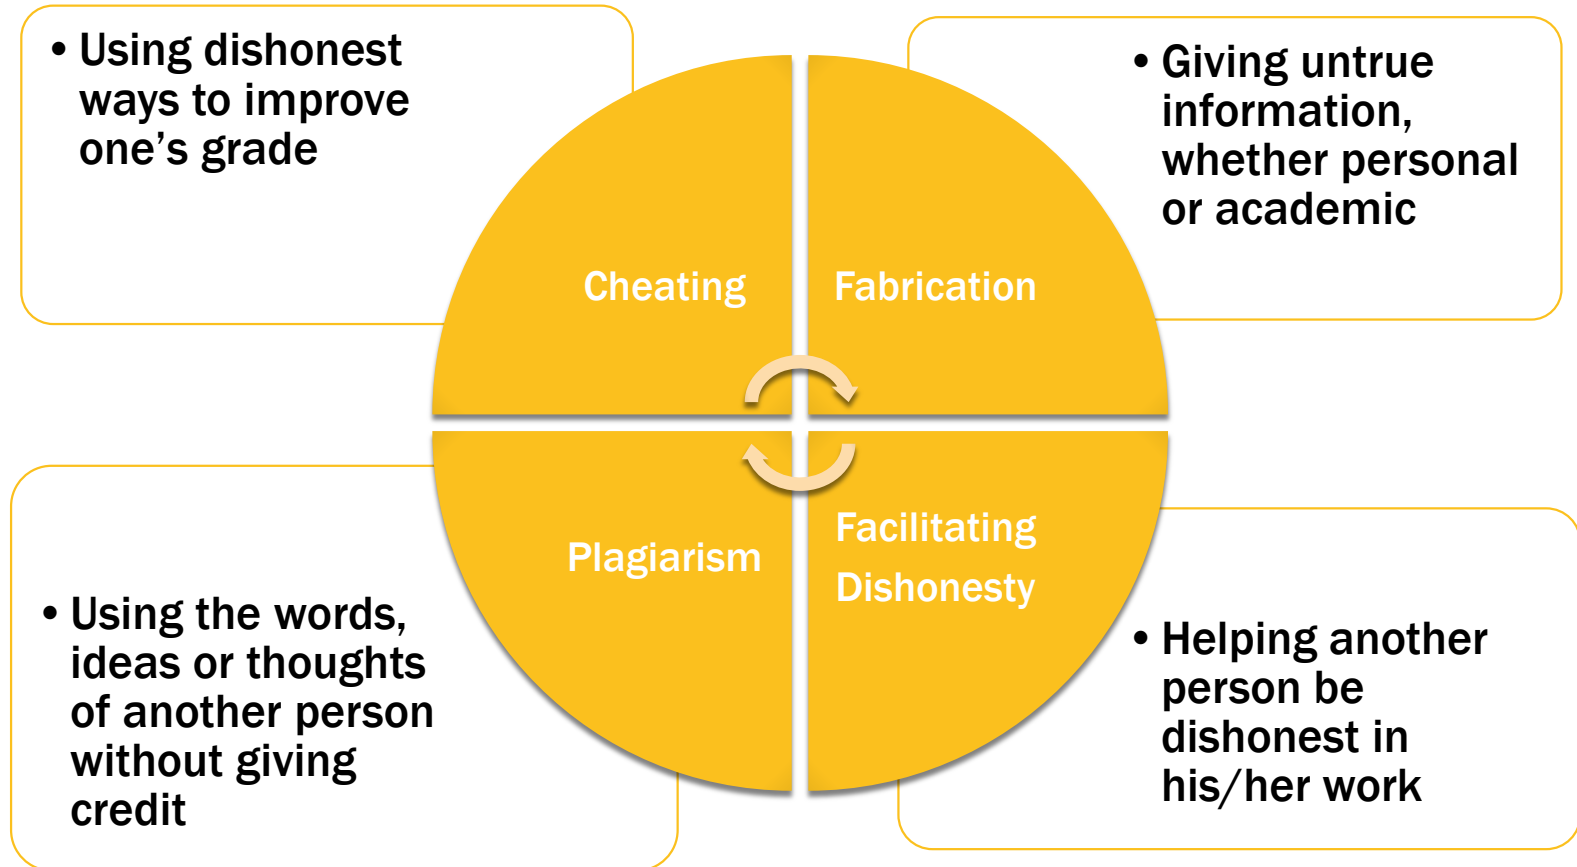 • Using dishonest
ways to improve
one’s grade
• Giving untrue
information,
whether personal
or academic
Cheating
Fabrication
Plagiarism
Facilitating
Dishonesty
• Using the words,
ideas or thoughts
of another person
without giving
credit
• Helping another
person be
dishonest in
his/her work